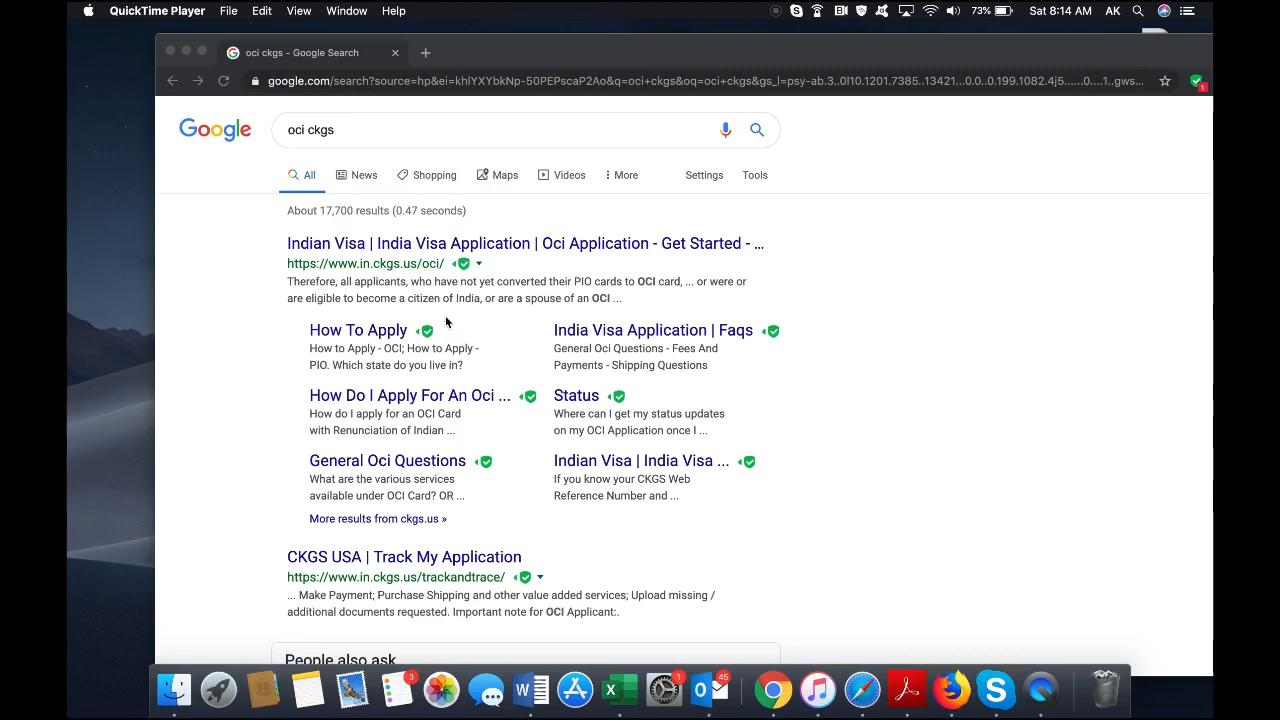 QuickTime Player File Edit View Window Help 73% Sat 8:14 AM AK
oci ckgs - Google Search
google.com/search?source=hp&ei=khlYXYbkNp-50PEPscaP2Ao&q=oci+ckgs&oq=oci+ckgs&gs_l=psy-ab.3..0l10.1201.7385..13421...0.0..0.199.1082.4j5......0....1..gws...
1
Google oci ckgs
All News Shopping Maps Videos More Settings Tools
About 17,700 results (0.47 seconds)
Indian Visa | India Visa Application | Oci Application - Get Started - ...
https://www.in.ckgs.us/oci/
Therefore, all applicants, who have not yet converted their PIO cards to OCI card, ... or were or
are eligible to become a citizen of India, or are a spouse of an OCI ...
How To Apply
How to Apply - OCI; How to Apply -
PIO. Which state do you live in?
India Visa Application | Faqs
General Oci Questions - Fees And
Payments - Shipping Questions
How Do I Apply For An Oci ...
How do I apply for an OCI Card
with Renunciation of Indian ...
Status
Where can I get my status updates
on my OCI Application once I ...
General Oci Questions
What are the various services
available under OCI Card? OR ...
Indian Visa | India Visa ...
If you know your CKGS Web
Reference Number and ...
More results from ckgs.us »
CKGS USA | Track My Application
https://www.in.ckgs.us/trackandtrace/
... Make Payment; Purchase Shipping and other value added services; Upload missing /
additional documents requested. Important note for OCI Applicant:.
People also ask
3 1 45